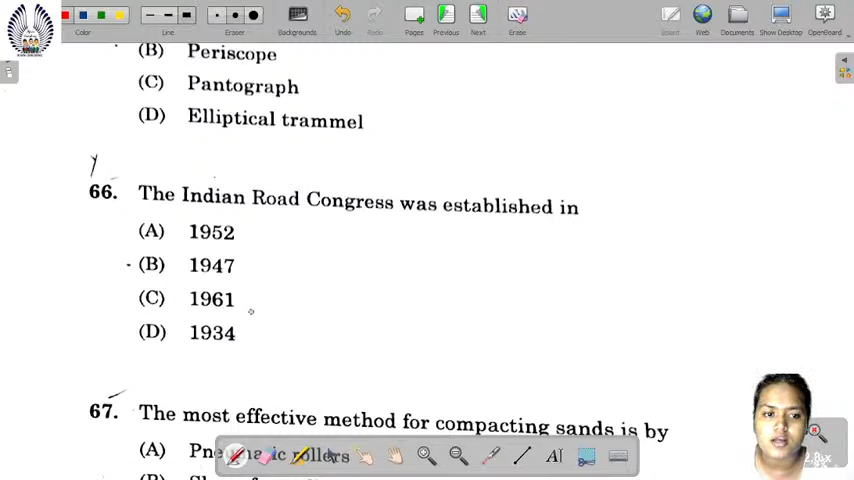 Color
Line
Eraser
Backgrounds
Undo
Redo
Pages
Previous
Next
Erase
Insert
Web
Documents
Show Desktop
OpenBoard
(B) Periscope
(C) Pantograph
(D) Elliptical trammel
66. The Indian Road Congress was established in
(A) 1952
(B) 1947
(C) 1961
(D) 1934
67. The most effective method for compacting sands is by
(A) Pneumatic rollers